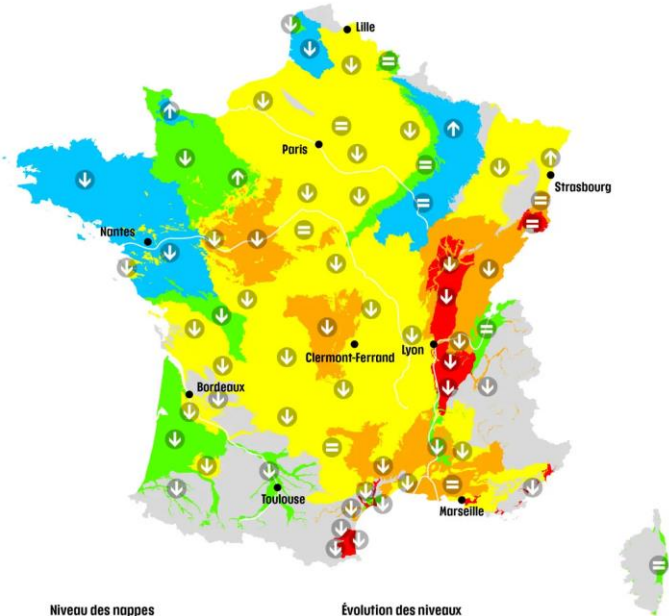 Lille
Paris
Strasbourg
Nantes
Clermont-Ferrand
Lyon
Bordeaux
Toulouse
Marseille
Niveau des nappes
Évolution des niveaux